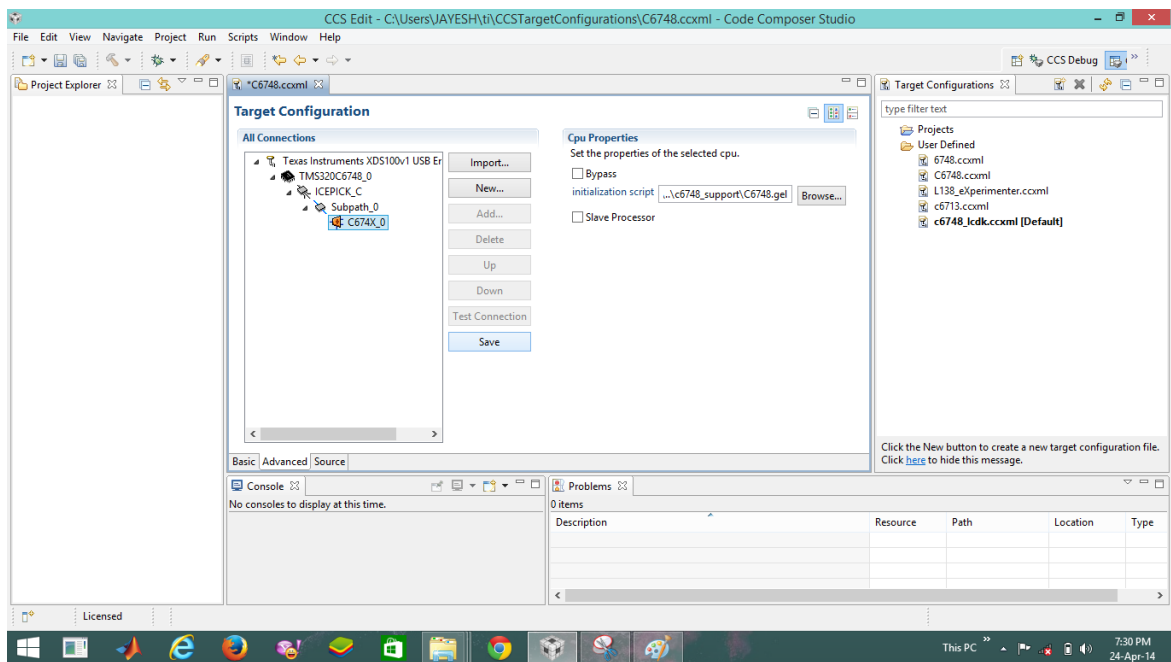 CCS Edit - C:\Users\JAYESH\ti\CCSTargetConfigurations\C6748.ccxml - Code Composer Studio
File Edit View Navigate Project Run Scripts Window Help
CCS Debug
Project Explorer
*C6748.ccxml
Target Configuration
All Connections
Texas Instruments XDS100v1 USB Er
TMS320C6748_0
ICEPICK_C
Subpath_0
C674X_0
Import...
New...
Add...
Delete
Up
Down
Test Connection
Save
Cpu Properties
Set the properties of the selected cpu.
Bypass
initialization script ...\c6748_support\C6748.gel Browse...
Slave Processor
Basic Advanced Source
Target Configurations
type filter text
Projects
User Defined
6748.ccxml
C6748.ccxml
L138_eXperimenter.ccxml
c6713.ccxml
c6748_lcdk.ccxml [Default]
Click the New button to create a new target configuration file.
Click here to hide this message.
Console
No consoles to display at this time.
Problems
0 items
Description Resource Path Location Type
Licensed
This PC
7:30 PM
24-Apr-14